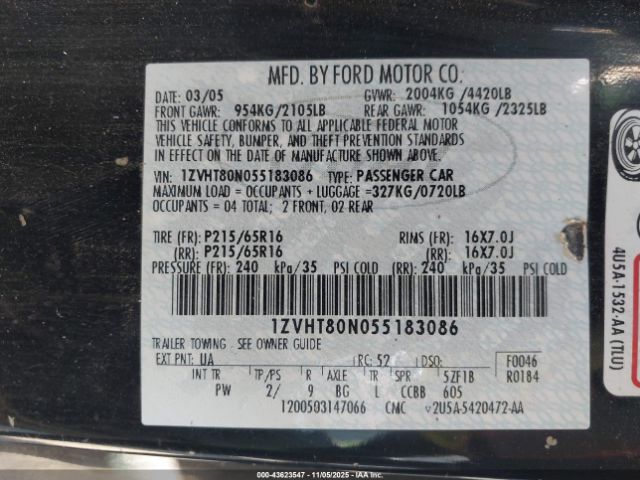 MFD. BY FORD MOTOR CO.
DATE: 03/05 GVWR: 2004KG /4420LB
FRONT GAWR: 954KG/2105LB REAR GAWR: 1054KG /2325LB
THIS VEHICLE CONFORMS TO ALL APPLICABLE FEDERAL MOTOR
VEHICLE SAFETY, BUMPER, AND THEFT PREVENTION STANDARDS
IN EFFECT ON THE DATE OF MANUFACTURE SHOWN ABOVE.
VIN: 1ZVHT80N055183086 TYPE: PASSENGER CAR
MAXIMUM LOAD = OCCUPANTS + LUGGAGE =327KG/0720LB
OCCUPANTS = 04 TOTAL; 2 FRONT, 02 REAR
TIRE (FR): P215/65R16 RIMS (FR): 16X7.0J
(RR): P215/65R16 (RR): 16X7.0J
PRESSURE (FR): 240 kPa/35 PSI COLD (RR): 240 kPa/35 PSI COLD
1ZVHT80N055183086
TRAILER TOWING - SEE OWNER GUIDE
EXT PNT: UA RC: 52 DSO: F0046
INT TR TP/PS R AXLE TR SPR 5ZF1B R0184
PW 2/ 9 BG L CCBB 605
1200503147066 CMC v2U5A-5420472-AA
4U5A-1532-AA (TLU)
000-43623547 - 11/05/2025 - IAAI.COM